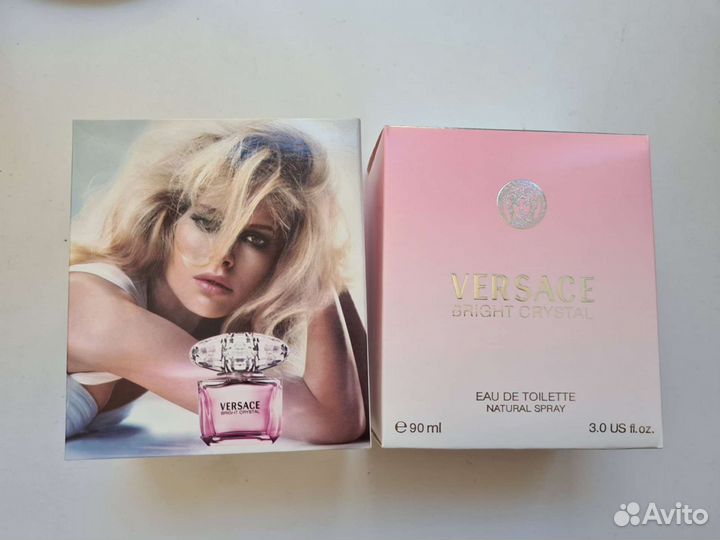 VERSACE
BRIGHT CRYSTAL
VERSACE
BRIGHT CRYSTAL
EAU DE TOILETTE
NATURAL SPRAY
e 90 ml
3.0 US fl.oz.
Avito